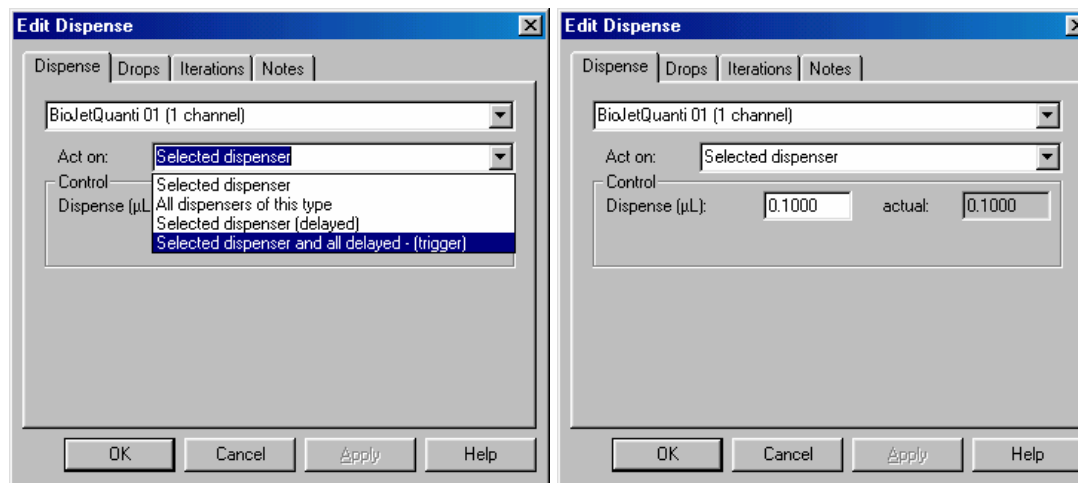 Edit Dispense
Dispense Drops Iterations Notes
BioJetQuanti 01 (1 channel)
Act on: Selected dispenser
Selected dispenser
All dispensers of this type
Selected dispenser (delayed)
Selected dispenser and all delayed - (trigger)
Control
Dispense (µL
OK Cancel Apply Help
Edit Dispense
Dispense Drops Iterations Notes
BioJetQuanti 01 (1 channel)
Act on: Selected dispenser
Control
Dispense (µL): 0.1000 actual: 0.1000
OK Cancel Apply Help